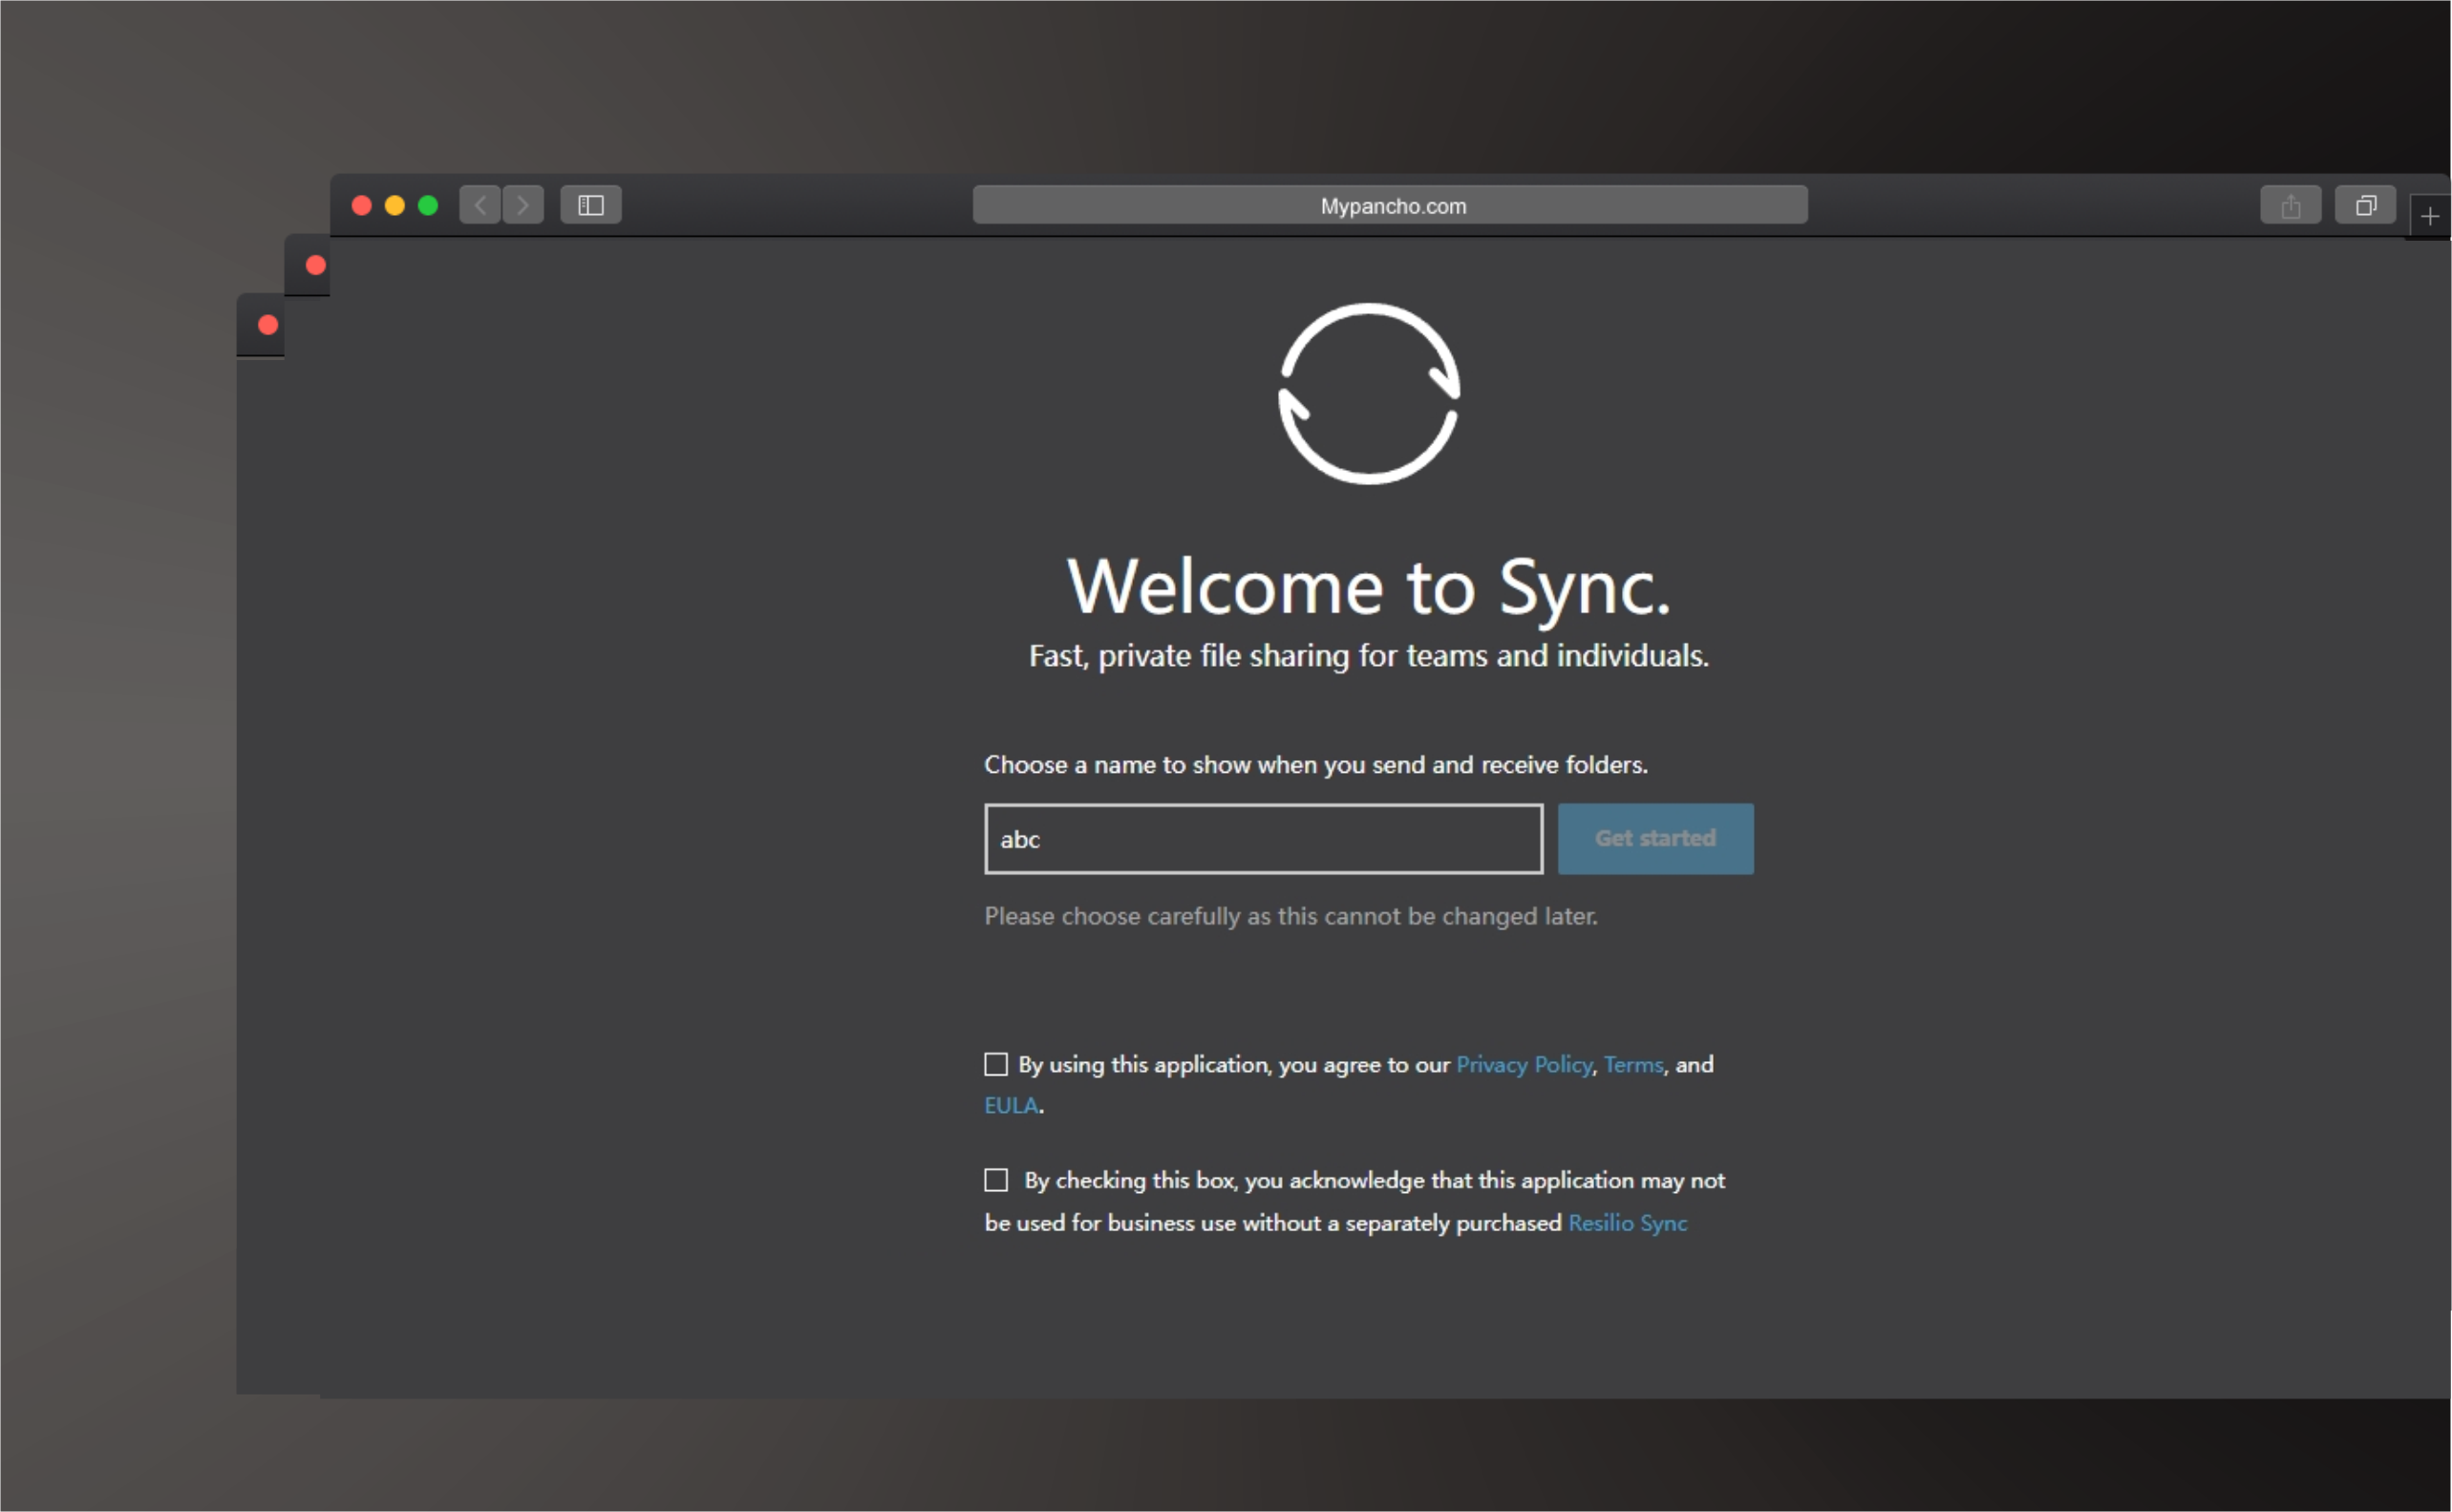 Mypancho.com
Welcome to Sync.
Fast, private file sharing for teams and individuals.
Choose a name to show when you send and receive folders.
abc
Get started
Please choose carefully as this cannot be changed later.
By using this application, you agree to our Privacy Policy, Terms, and
EULA.
By checking this box, you acknowledge that this application may not
be used for business use without a separately purchased Resilio Sync